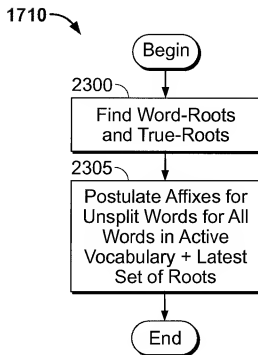 1710
Begin
2300
Find Word-Roots
and True-Roots
2305
Postulate Affixes for
Unsplit Words for All
Words in Active
Vocabulary + Latest
Set of Roots
End